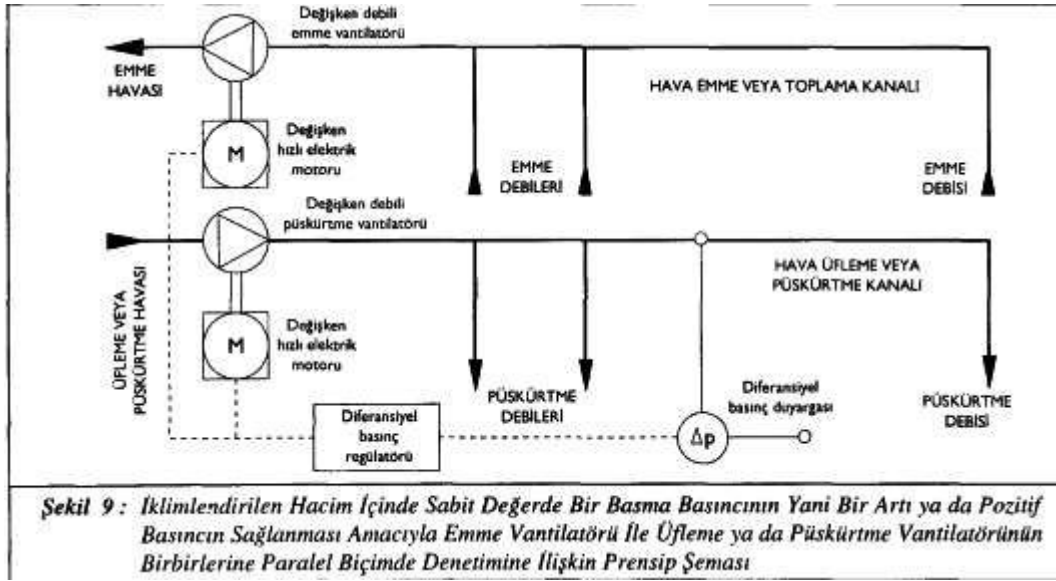 Değişken debili
emme vantilatörü
EMME
HAVASI
HAVA EMME VEYA TOPLAMA KANALI
Değişken
hızlı elektrik
motoru
M
EMME
DEBİLERİ
EMME
DEBİSİ
Değişken debili
püskürtme vantilatörü
ÜFLEME VEYA
PÜSKÜRTME HAVASI
HAVA ÜFLEME VEYA
PÜSKÜRTME KANALI
Değişken
hızlı elektrik
motoru
M
PÜSKÜRTME
DEBİLERİ
Diferansiyel
basınç duyargası
PÜSKÜRTME
DEBİSİ
Diferansiyel
basınç
regülatörü
Δp
Şekil 9 : İklimlendirilen Hacim İçinde Sabit Değerde Bir Basma Basıncının Yani Bir Artı ya da Pozitif
Basıncın Sağlanması Amacıyla Emme Vantilatörü İle Üfleme ya da Püskürtme Vantilatörünün
Birbirlerine Paralel Biçimde Denetimine İlişkin Prensip Şeması